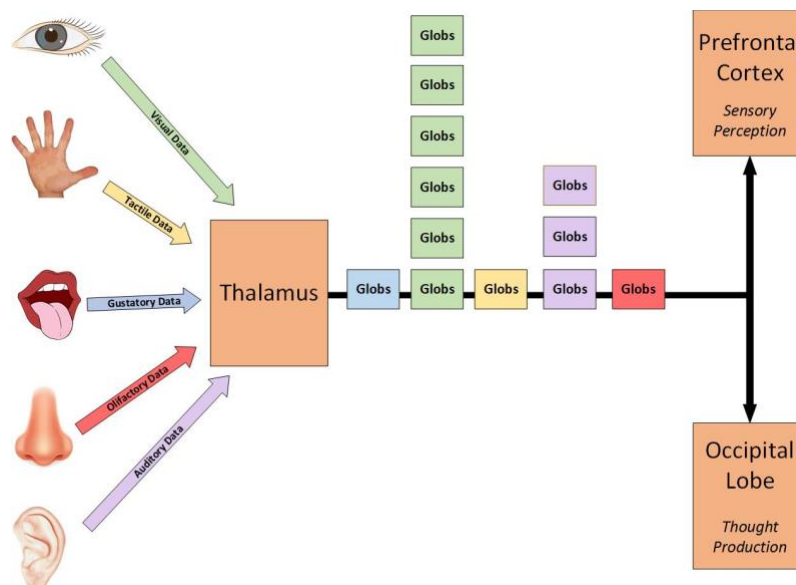 Visual Data
Tactile Data
Gustatory Data
Olifactory Data
Auditory Data
Thalamus
Globs
Globs
Globs
Globs
Globs
Globs
Globs
Globs
Globs
Globs
Globs
Globs
Prefrontal
Cortex
Sensory
Perception
Occipital
Lobe
Thought
Production